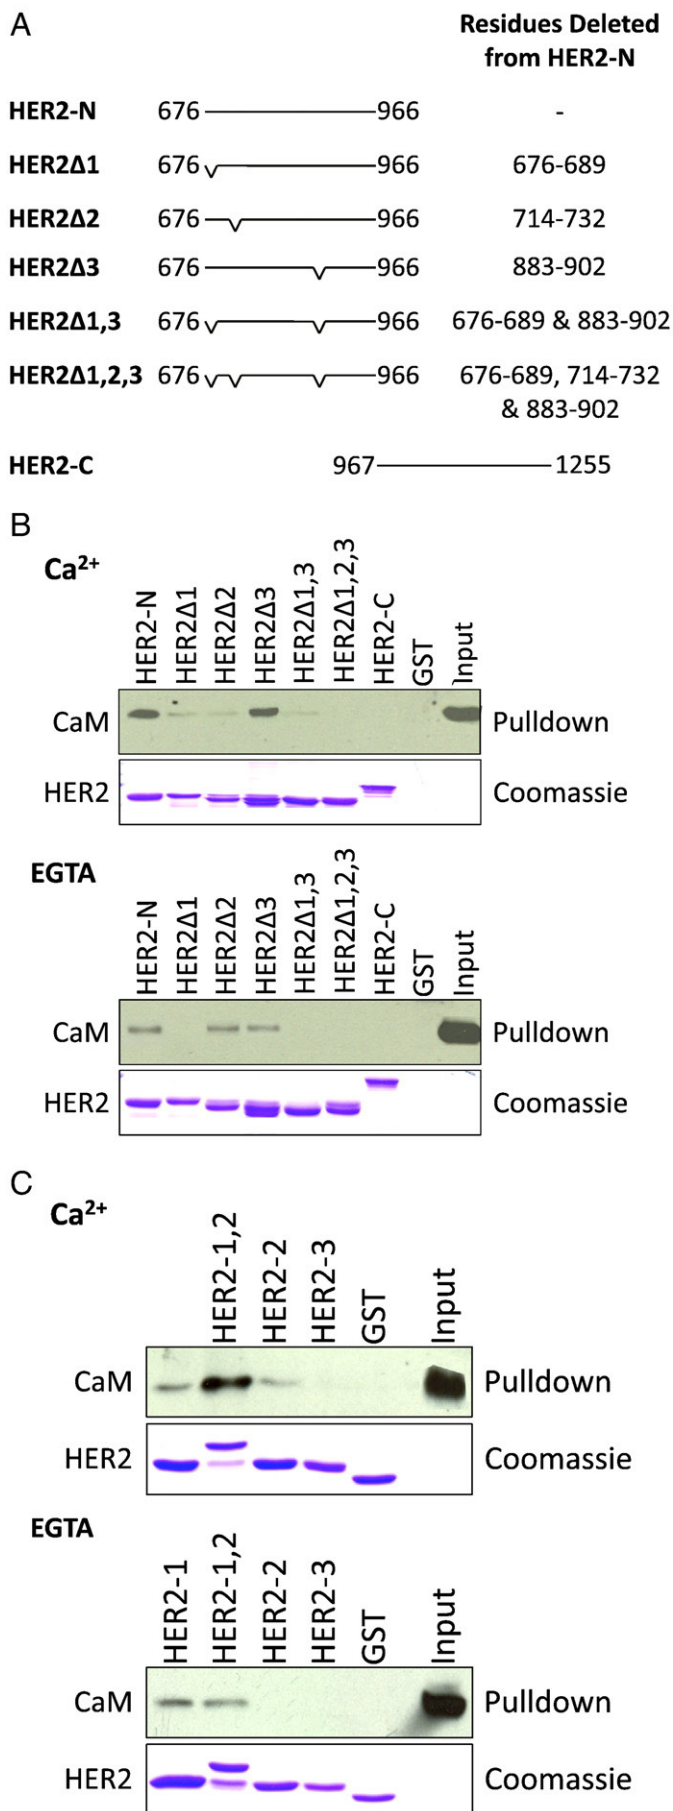 A
Residues Deleted
from HER2-N
HER2-N 676 966 -
HER2Δ1 676 966 676-689
HER2Δ2 676 966 714-732
HER2Δ3 676 966 883-902
HER2Δ1,3 676 966 676-689 & 883-902
HER2Δ1,2,3 676 966 676-689, 714-732
& 883-902
HER2-C 967 1255
B
Ca²⁺
HER2-N HER2Δ1 HER2Δ2 HER2Δ3 HER2Δ1,3 HER2Δ1,2,3 HER2-C GST Input
CaM Pulldown
HER2 Coomassie
EGTA
HER2-N HER2Δ1 HER2Δ2 HER2Δ3 HER2Δ1,3 HER2Δ1,2,3 HER2-C GST Input
CaM Pulldown
HER2 Coomassie
C
Ca²⁺
HER2-1,2 HER2-2 HER2-3 GST Input
CaM Pulldown
HER2 Coomassie
EGTA
HER2-1 HER2-1,2 HER2-2 HER2-3 GST Input
CaM Pulldown
HER2 Coomassie